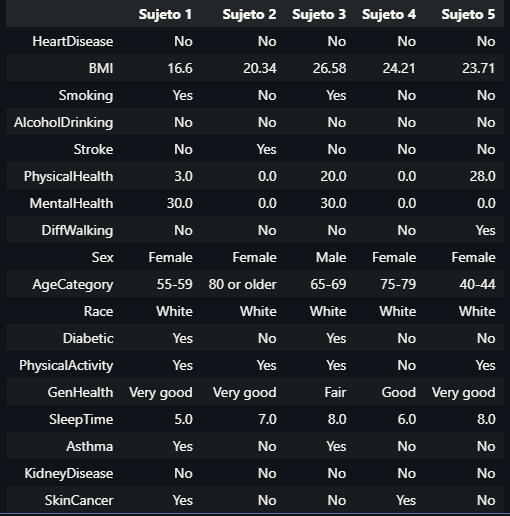 Sujeto 1 Sujeto 2 Sujeto 3 Sujeto 4 Sujeto 5
HeartDisease No No No No No
BMI 16.6 20.34 26.58 24.21 23.71
Smoking Yes No Yes No No
AlcoholDrinking No No No No No
Stroke No Yes No No No
PhysicalHealth 3.0 0.0 20.0 0.0 28.0
MentalHealth 30.0 0.0 30.0 0.0 0.0
DiffWalking No No No No Yes
Sex Female Female Male Female Female
AgeCategory 55-59 80 or older 65-69 75-79 40-44
Race White White White White White
Diabetic Yes No Yes No No
PhysicalActivity Yes Yes Yes No Yes
GenHealth Very good Very good Fair Good Very good
SleepTime 5.0 7.0 8.0 6.0 8.0
Asthma Yes No Yes No No
KidneyDisease No No No No No
SkinCancer Yes No No Yes No